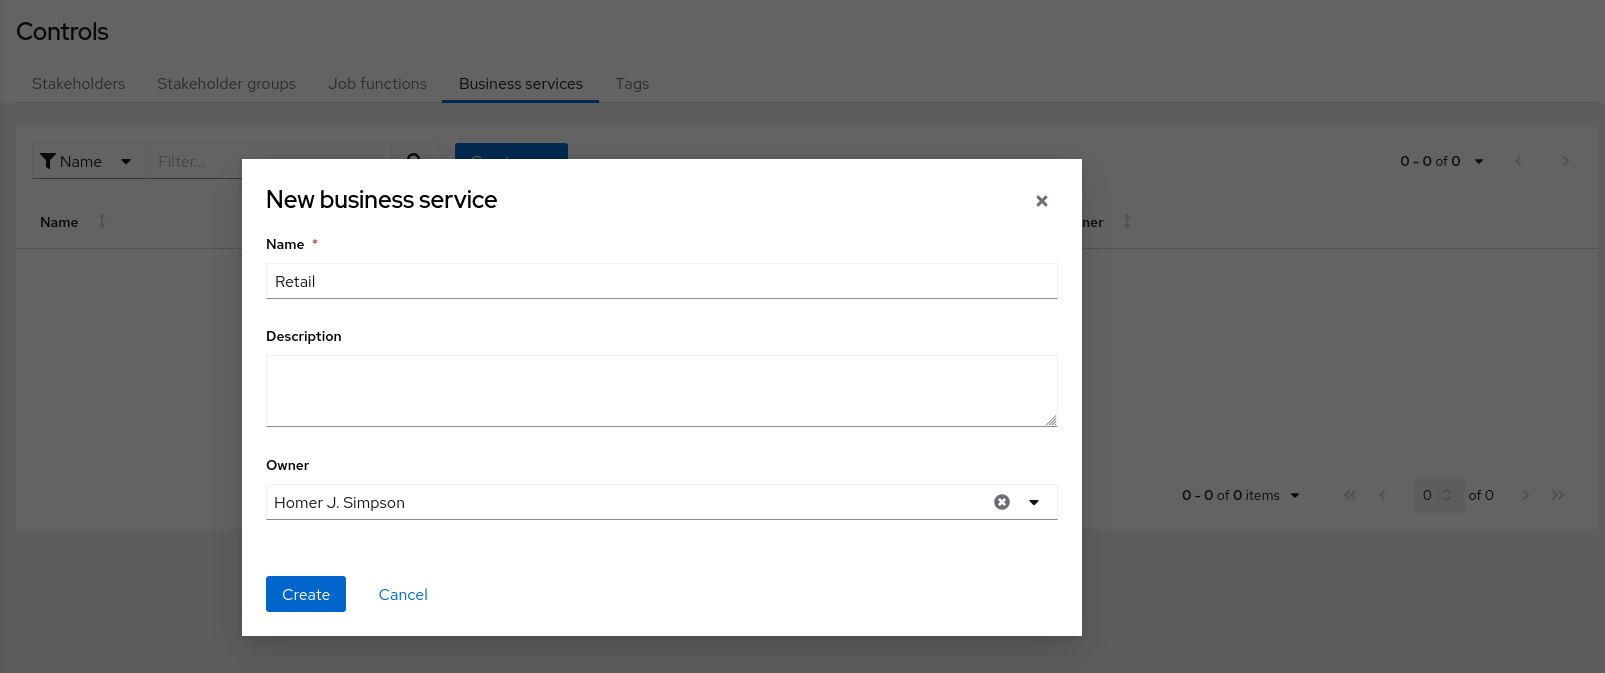 Controls
Stakeholders Stakeholder groups Job functions Business services Tags
Name Filter... 0 - 0 of 0
New business service
Name
Name *
Retail
Description
Owner
Homer J. Simpson
0 - 0 of 0 items 0 of 0
Create Cancel